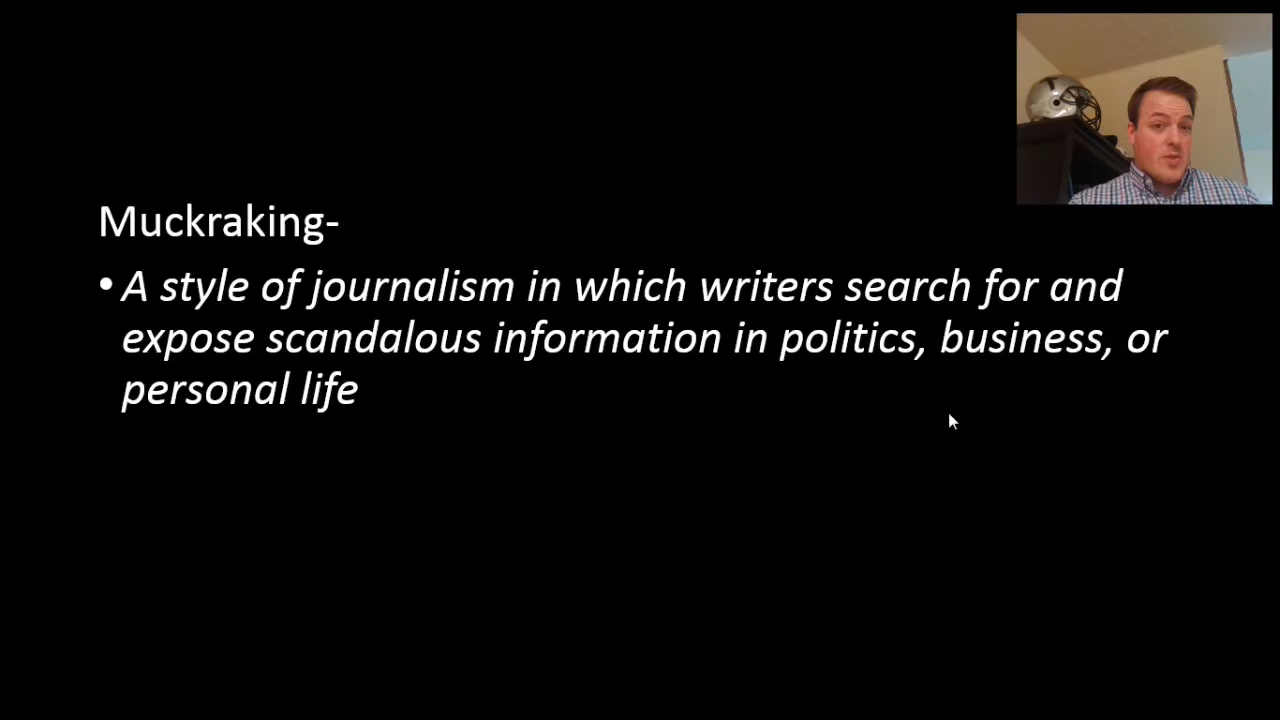 Muckraking-
• A style of journalism in which writers search for and
expose scandalous information in politics, business, or
personal life
T